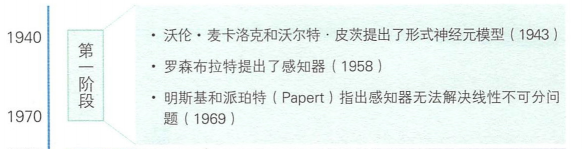 1940
第一阶段
1970
• 沃伦·麦卡洛克和沃尔特·皮茨提出了形式神经元模型（1943）
• 罗森布拉特提出了感知器（1958）
• 明斯基和派珀特（Papert）指出感知器无法解决线性不可分问
题（1969）